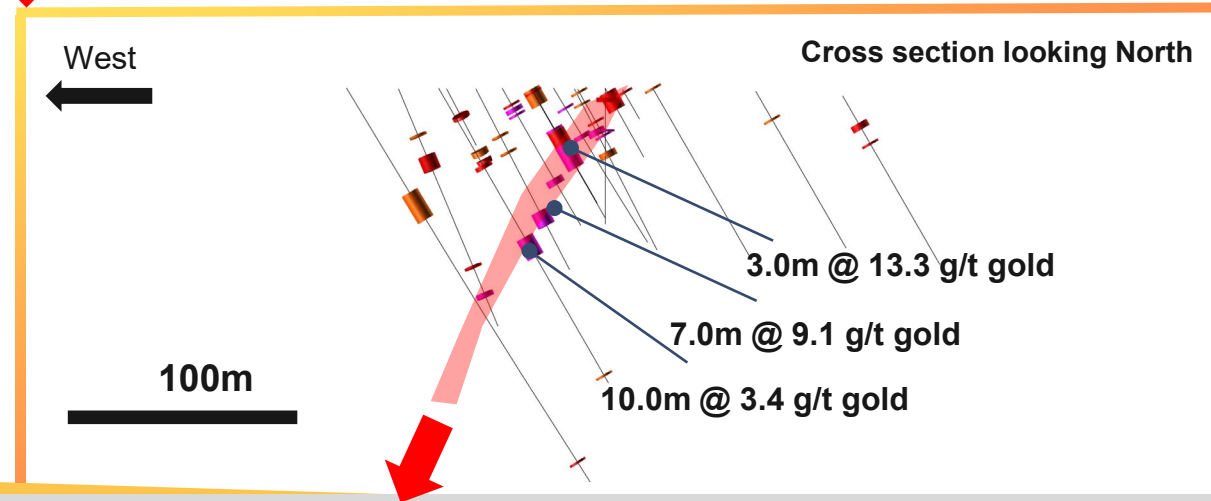 West
Cross section looking North
3.0m @ 13.3 g/t gold
7.0m @ 9.1 g/t gold
100m
10.0m @ 3.4 g/t gold